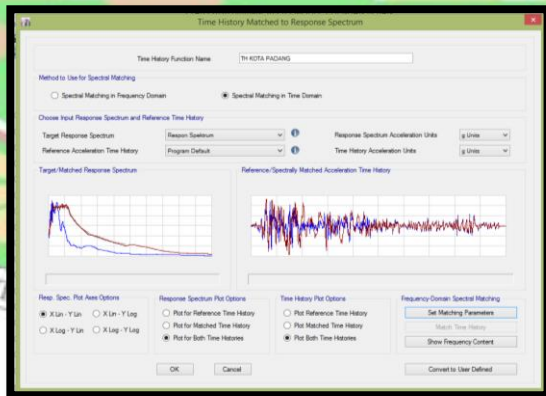 Time History Matched to Response Spectrum
Time History Function Name TH KOTA PADANG
Method to Use for Spectral Matching
Spectral Matching in Frequency Domain Spectral Matching in Time Domain
Choose Input Response Spectrum and Reference Time History
Target Response Spectrum Respon Spektrum Response Spectrum Acceleration Units g Units
Reference Acceleration Time History Program Default Time History Acceleration Units g Units
Target/Matched Response Spectrum Reference/Spectrally Matched Acceleration Time History
Resp. Spec. Plot Axes Options Response Spectrum Plot Options Time History Plot Options Frequency-Domain Spectral Matching
X Lin - Y Lin X Lin - Y Log Plot for Reference Time History Plot Reference Time History Set Matching Parameters
X Log - Y Lin X Log - Y Log Plot for Matched Time History Plot Matched Time History Match Time History
Plot for Both Time Histories Plot Both Time Histories Show Frequency Content
OK Cancel Convert to User Defined